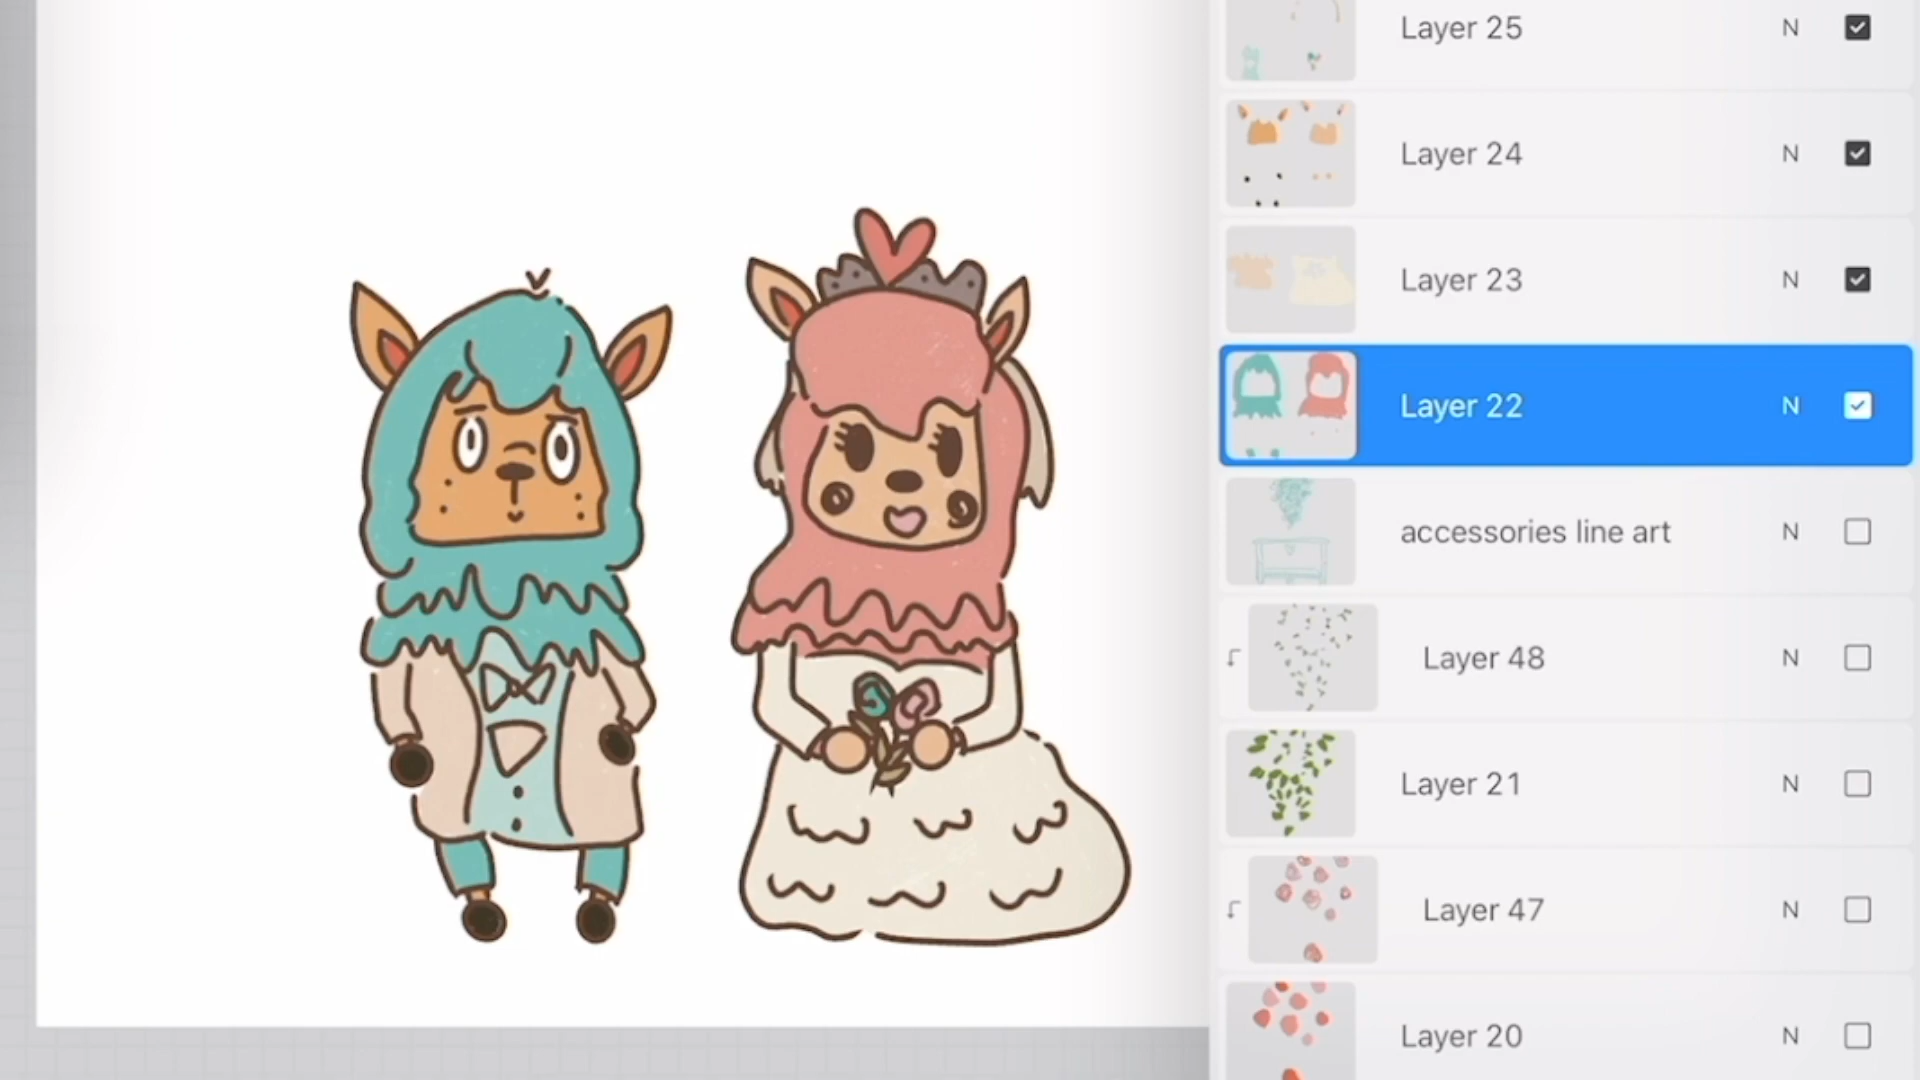 Layer 25 N
Layer 24 N
Layer 23 N
Layer 22 N
accessories line art N
Layer 48 N
Layer 21 N
Layer 47 N
Layer 20 N